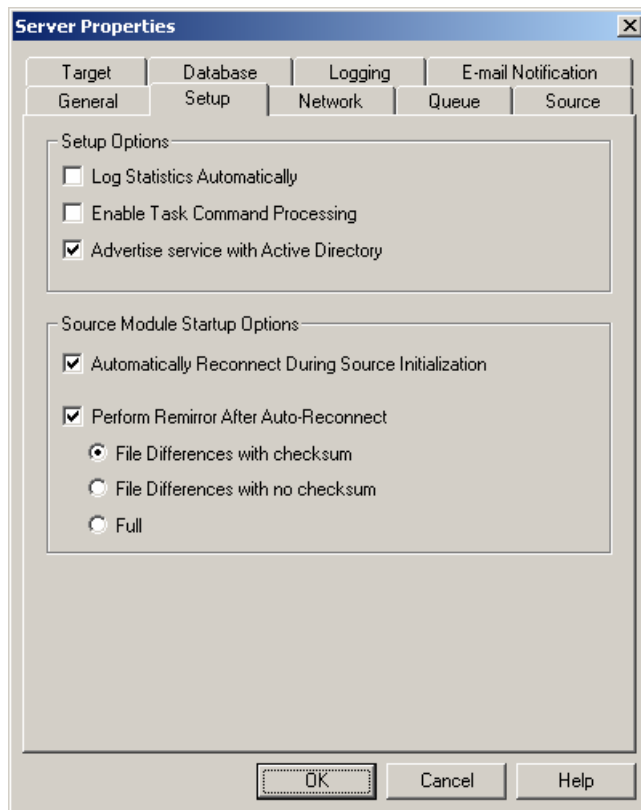 Server Properties
Target Database Logging E-mail Notification
General Setup Network Queue Source
Setup Options
Log Statistics Automatically
Enable Task Command Processing
Advertise service with Active Directory
Source Module Startup Options
Automatically Reconnect During Source Initialization
Perform Remirror After Auto-Reconnect
File Differences with checksum
File Differences with no checksum
Full
OK Cancel Help